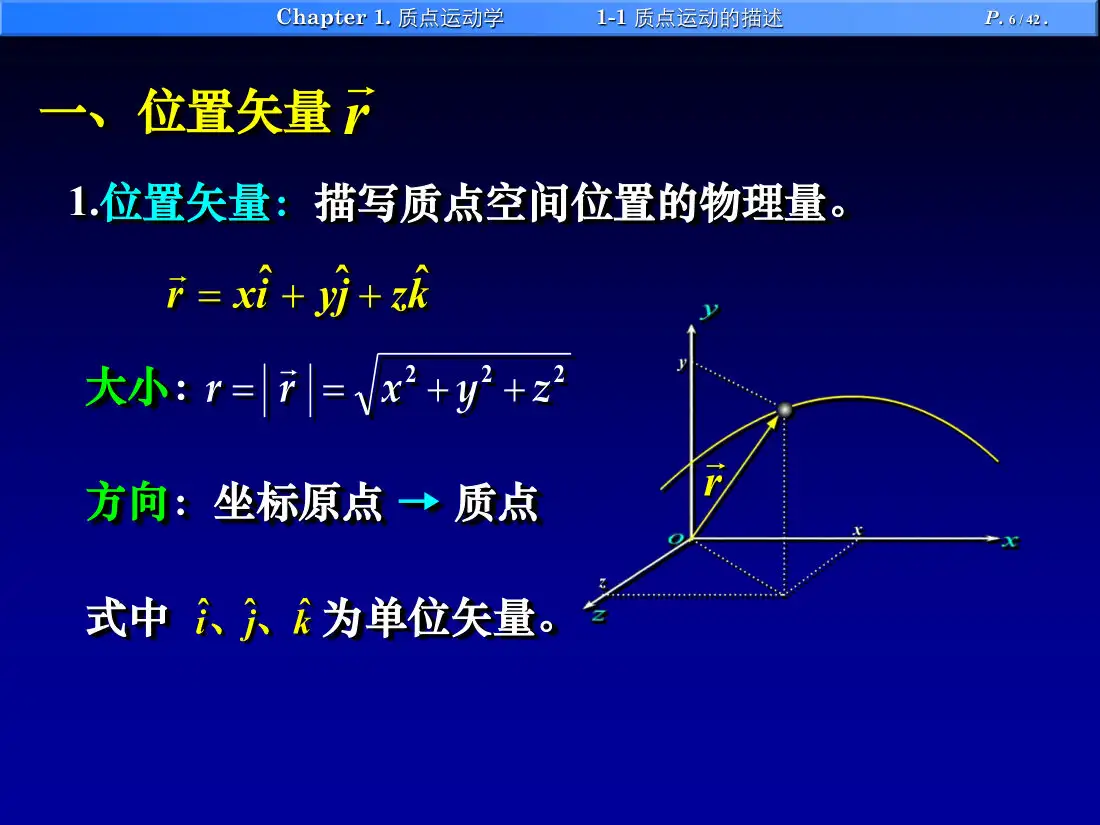 Chapter 1. 质点运动学 1-1 质点运动的描述 P. 6 / 42 .
一、位置矢量 r⃗
1.位置矢量：描写质点空间位置的物理量。
r⃗ = xî + yĵ + zk̂
大小：r = | r⃗ | = √(x² + y² + z²)
方向：坐标原点 → 质点
式中 î、ĵ、k̂ 为单位矢量。
y
y
r⃗
o
x
x
z
z